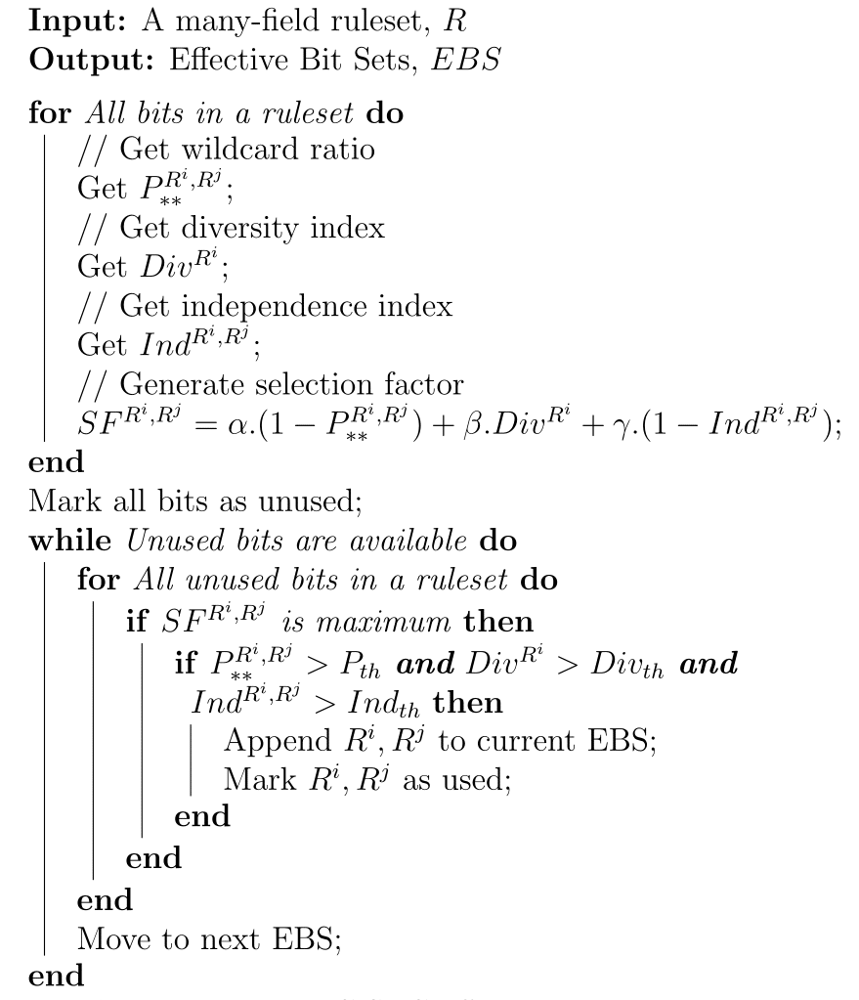 Input: A many-field ruleset, R
Output: Effective Bit Sets, EBS
for All bits in a ruleset do
// Get wildcard ratio
Get P_{**}^{R^i,R^j};
// Get diversity index
Get Div^{R^i};
// Get independence index
Get Ind^{R^i,R^j};
// Generate selection factor
SF^{R^i,R^j} = α.(1 − P_{**}^{R^i,R^j}) + β.Div^{R^i} + γ.(1 − Ind^{R^i,R^j});
end
Mark all bits as unused;
while Unused bits are available do
for All unused bits in a ruleset do
if SF^{R^i,R^j} is maximum then
if P_{**}^{R^i,R^j} > P_{th} and Div^{R^i} > Div_{th} and
Ind^{R^i,R^j} > Ind_{th} then
Append R^i, R^j to current EBS;
Mark R^i, R^j as used;
end
end
end
Move to next EBS;
end